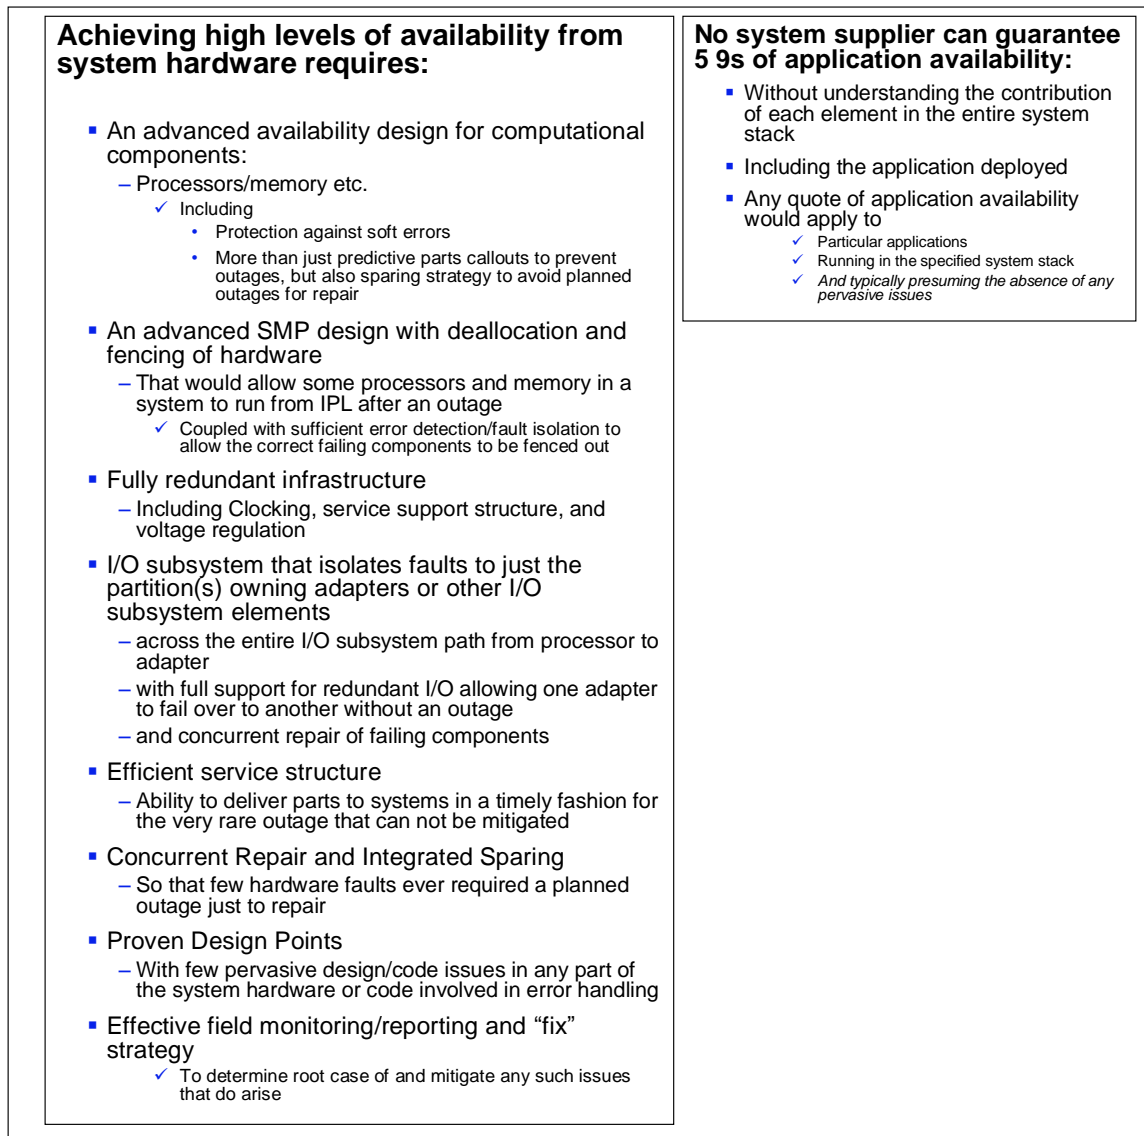 Achieving high levels of availability from
system hardware requires:
▪ An advanced availability design for computational
components:
– Processors/memory etc.
✓ Including
• Protection against soft errors
• More than just predictive parts callouts to prevent
outages, but also sparing strategy to avoid planned
outages for repair
▪ An advanced SMP design with deallocation and
fencing of hardware
– That would allow some processors and memory in a
system to run from IPL after an outage
✓ Coupled with sufficient error detection/fault isolation to
allow the correct failing components to be fenced out
▪ Fully redundant infrastructure
– Including Clocking, service support structure, and
voltage regulation
▪ I/O subsystem that isolates faults to just the
partition(s) owning adapters or other I/O
subsystem elements
– across the entire I/O subsystem path from processor to
adapter
– with full support for redundant I/O allowing one adapter
to fail over to another without an outage
– and concurrent repair of failing components
▪ Efficient service structure
– Ability to deliver parts to systems in a timely fashion for
the very rare outage that can not be mitigated
▪ Concurrent Repair and Integrated Sparing
– So that few hardware faults ever required a planned
outage just to repair
▪ Proven Design Points
– With few pervasive design/code issues in any part of
the system hardware or code involved in error handling
▪ Effective field monitoring/reporting and “fix”
strategy
✓ To determine root case of and mitigate any such issues
that do arise
No system supplier can guarantee
5 9s of application availability:
▪ Without understanding the contribution
of each element in the entire system
stack
▪ Including the application deployed
▪ Any quote of application availability
would apply to
✓ Particular applications
✓ Running in the specified system stack
✓ And typically presuming the absence of any
pervasive issues